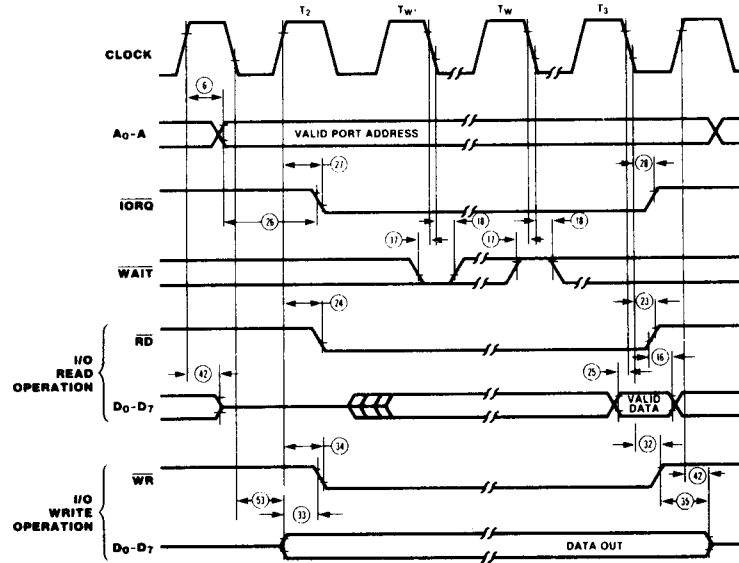 T2 TW* TW T3
CLOCK
6
A0-A VALID PORT ADDRESS
27 28
IORQ
26
17 18 17 18
WAIT
24 23
RD
I/O
READ
OPERATION
42 25 16
D0-D7 VALID
DATA
34 32
WR
42
I/O
WRITE
OPERATION
53 33 35
D0-D7 DATA OUT